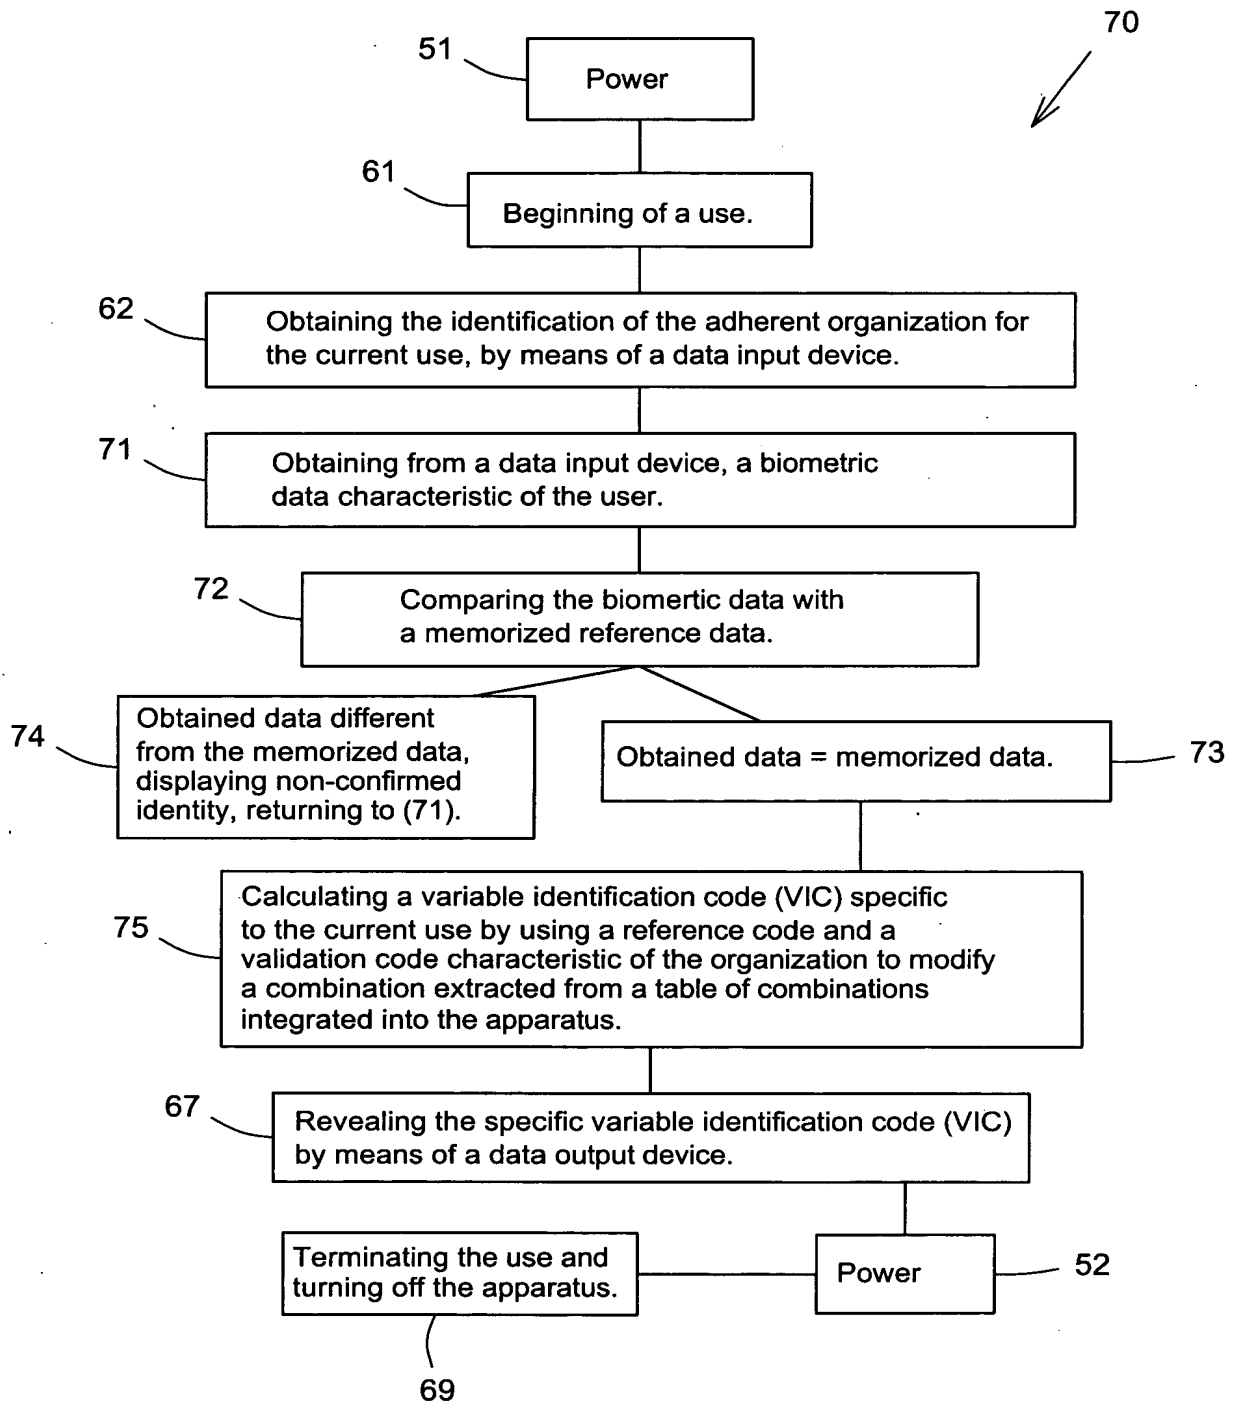 70
51
Power
61
Beginning of a use.
62
Obtaining the identification of the adherent organization for
the current use, by means of a data input device.
71
Obtaining from a data input device, a biometric
data characteristic of the user.
72
Comparing the biomertic data with
a memorized reference data.
74
Obtained data different
from the memorized data,
displaying non-confirmed
identity, returning to (71).
Obtained data = memorized data.
73
75
Calculating a variable identification code (VIC) specific
to the current use by using a reference code and a
validation code characteristic of the organization to modify
a combination extracted from a table of combinations
integrated into the apparatus.
67
Revealing the specific variable identification code (VIC)
by means of a data output device.
Terminating the use and
turning off the apparatus.
Power
52
69